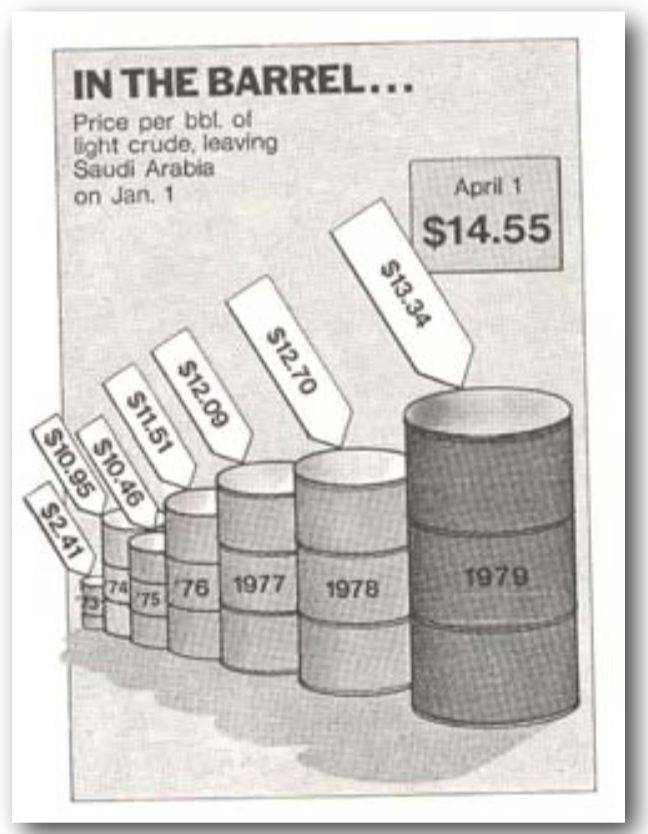 IN THE BARREL...
Price per bbl. of
light crude, leaving
Saudi Arabia
on Jan. 1
April 1
$14.55
$13.34
$12.70
$12.09
$11.51
$10.46
$10.95
$2.41
'73
'74
'75
'76
1977
1978
1979